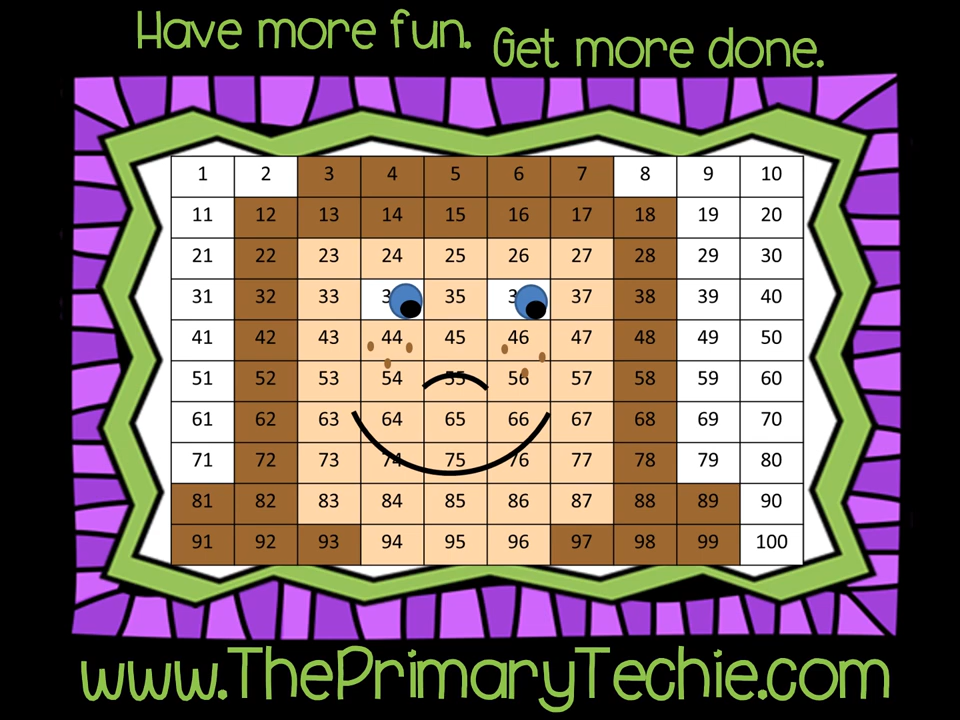 Have more fun. Get more done.
1 2 3 4 5 6 7 8 9 10
11 12 13 14 15 16 17 18 19 20
21 22 23 24 25 26 27 28 29 30
31 32 33 35 37 38 39 40
41 42 43 44 45 46 47 48 49 50
51 52 53 54 55 56 57 58 59 60
61 62 63 64 65 66 67 68 69 70
71 72 73 74 75 76 77 78 79 80
81 82 83 84 85 86 87 88 89 90
91 92 93 94 95 96 97 98 99 100
www.ThePrimaryTechie.com